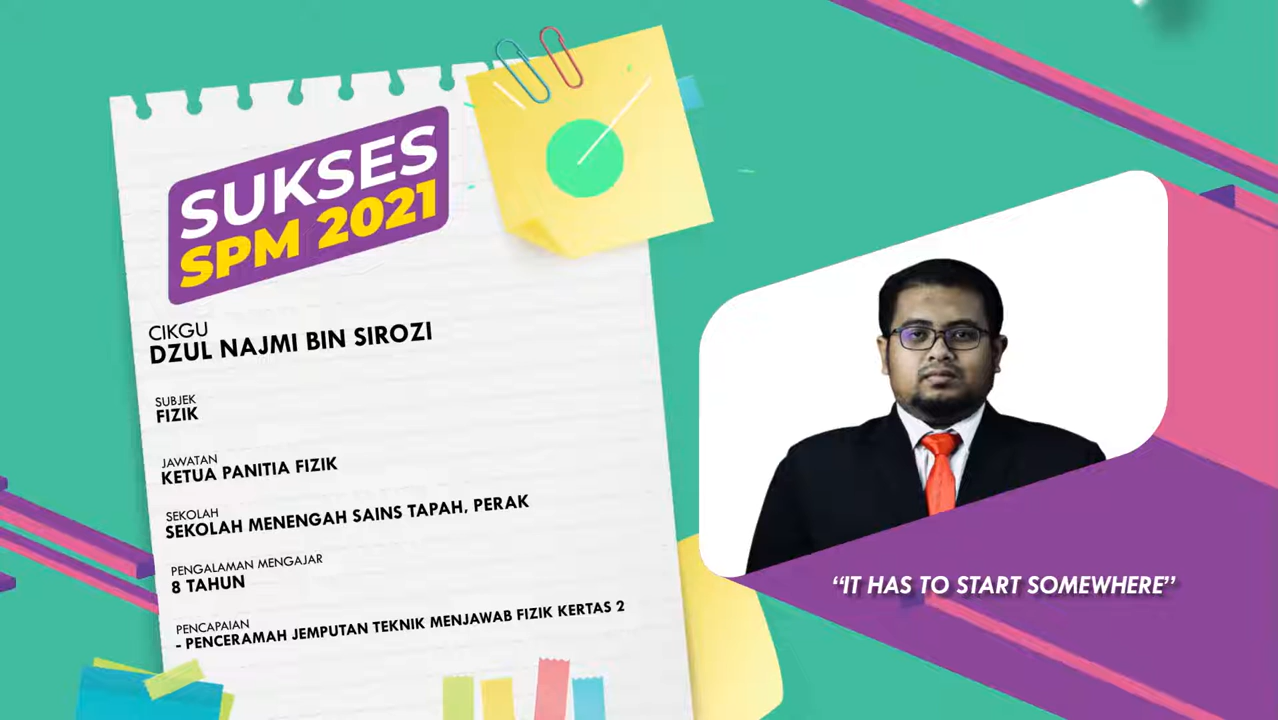 SUKSES
SPM 2021
CIKGU
DZUL NAJMI BIN SIROZI
SUBJEK
FIZIK
JAWATAN
KETUA PANITIA FIZIK
SEKOLAH
SEKOLAH MENENGAH SAINS TAPAH, PERAK
PENGALAMAN MENGAJAR
8 TAHUN
PENCAPAIAN
- PENCERAMAH JEMPUTAN TEKNIK MENJAWAB FIZIK KERTAS 2
“IT HAS TO START SOMEWHERE”